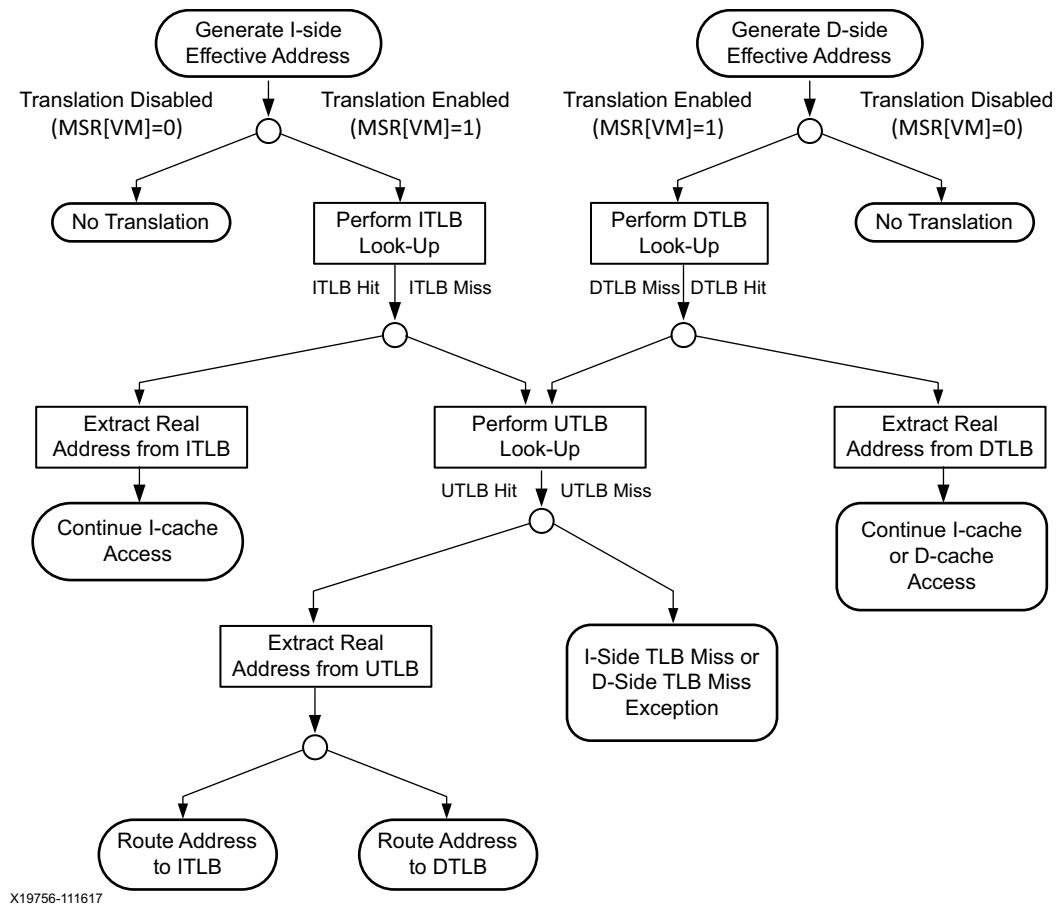 Generate I-side
Effective Address
Generate D-side
Effective Address
Translation Disabled
(MSR[VM]=0)
Translation Enabled
(MSR[VM]=1)
Translation Enabled
(MSR[VM]=1)
Translation Disabled
(MSR[VM]=0)
No Translation
Perform ITLB
Look-Up
Perform DTLB
Look-Up
No Translation
ITLB Hit
ITLB Miss
DTLB Miss
DTLB Hit
Extract Real
Address from ITLB
Perform UTLB
Look-Up
Extract Real
Address from DTLB
UTLB Hit
UTLB Miss
Continue I-cache
Access
Continue I-cache
or D-cache
Access
Extract Real
Address from UTLB
I-Side TLB Miss or
D-Side TLB Miss
Exception
Route Address
to ITLB
Route Address
to DTLB
X19756-111617